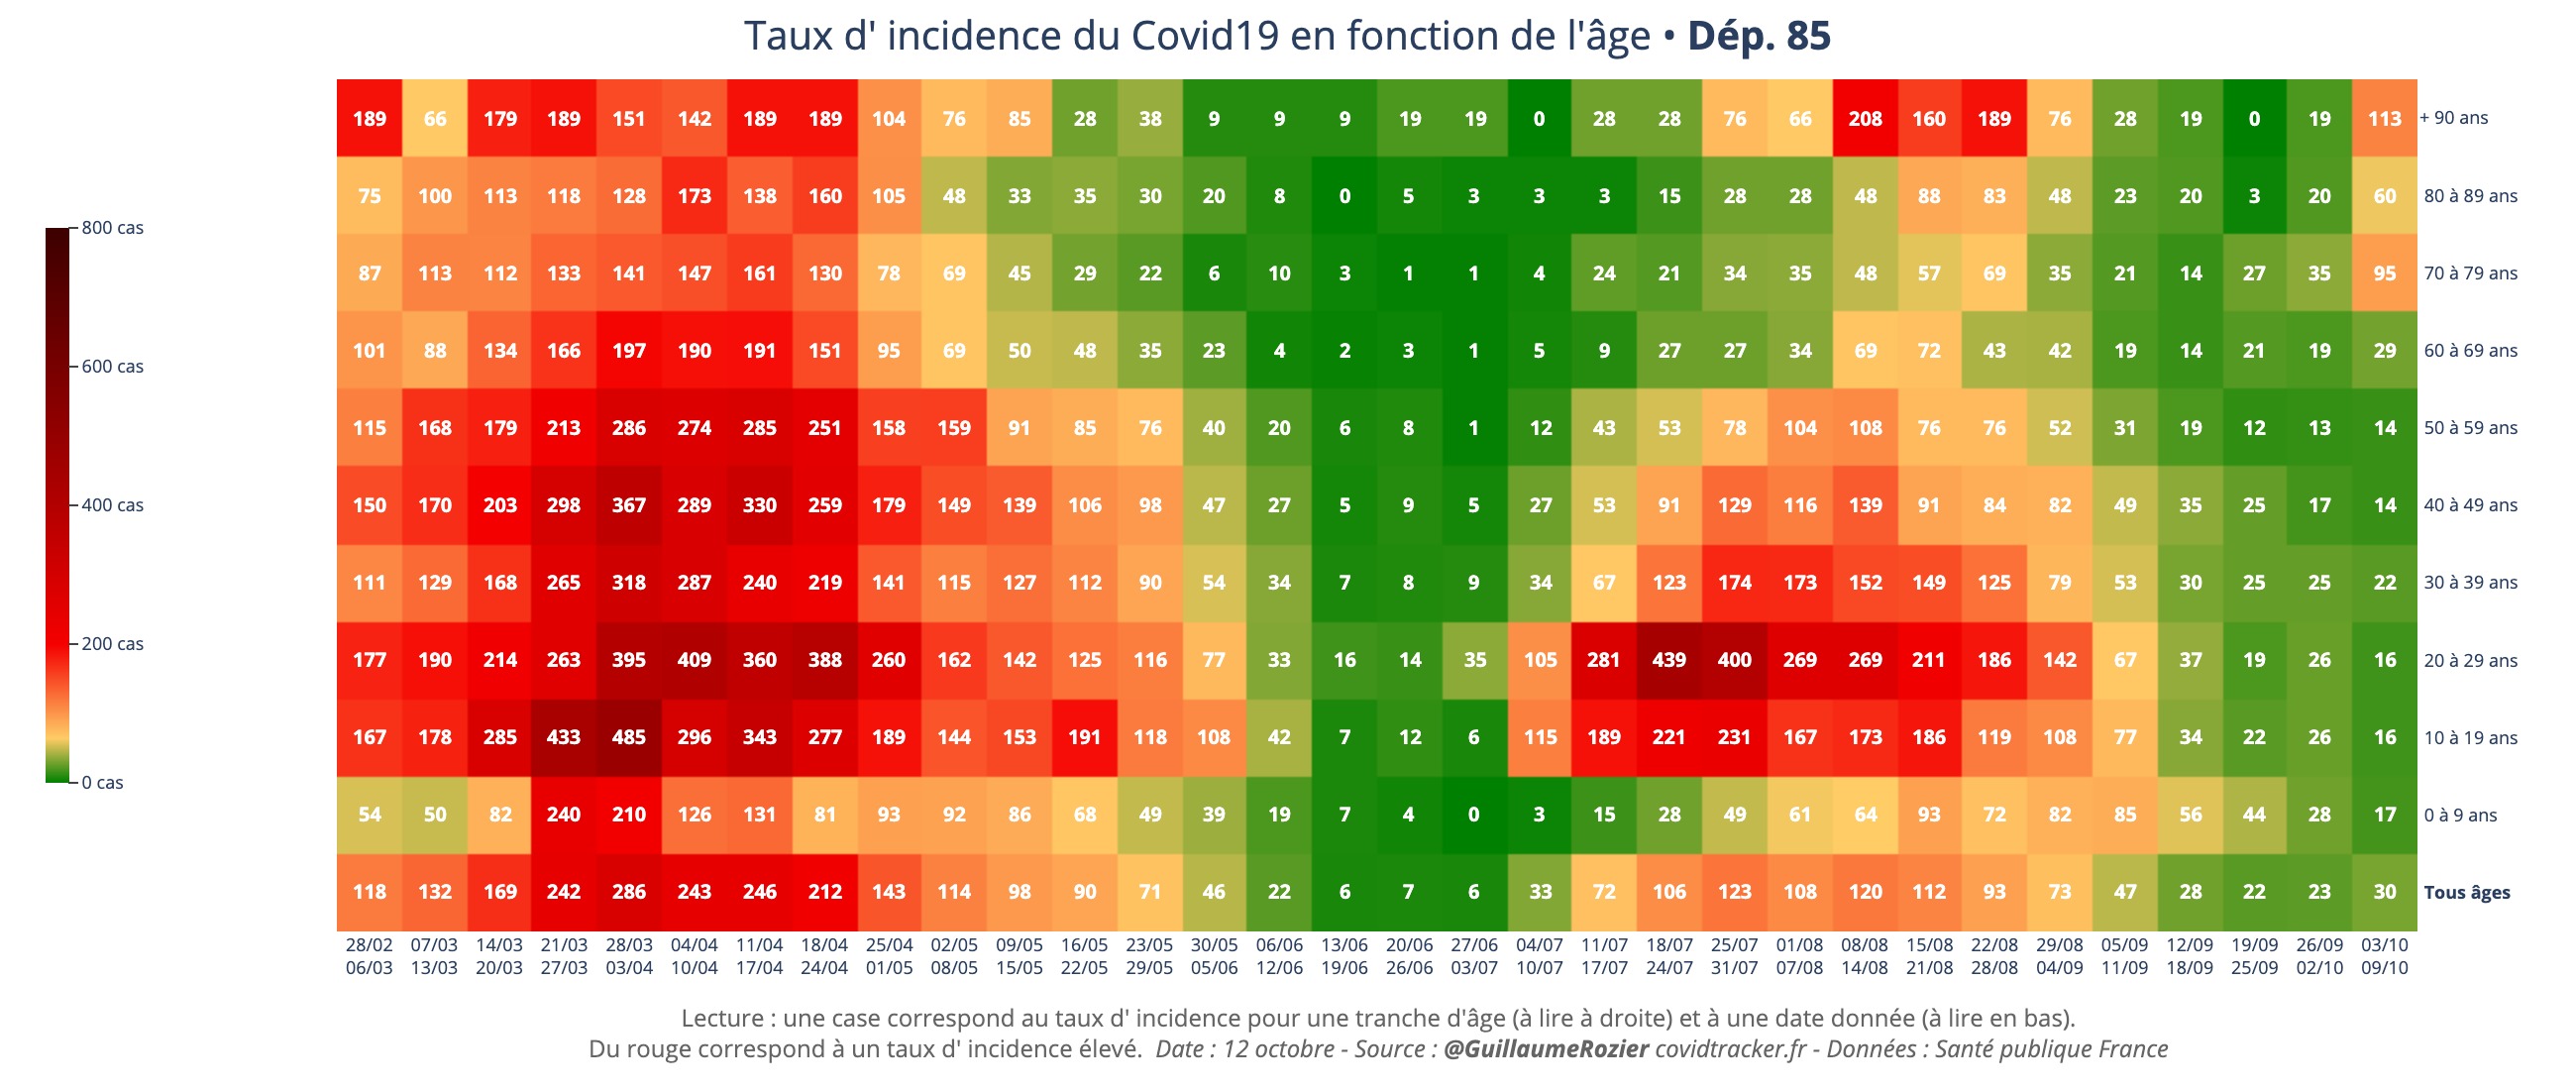 Taux d' incidence du Covid19 en fonction de l'âge • Dép. 85
189 66 179 189 151 142 189 189 104 76 85 28 38 9 9 9 19 19 0 28 28 76 66 208 160 189 76 28 19 0 19 113 + 90 ans
75 100 113 118 128 173 138 160 105 48 33 35 30 20 8 0 5 3 3 3 15 28 28 48 88 83 48 23 20 3 20 60 80 à 89 ans
800 cas
87 113 112 133 141 147 161 130 78 69 45 29 22 6 10 3 1 1 4 24 21 34 35 48 57 69 35 21 14 27 35 95 70 à 79 ans
101 88 134 166 197 190 191 151 95 69 50 48 35 23 4 2 3 1 5 9 27 27 34 69 72 43 42 19 14 21 19 29 60 à 69 ans
600 cas
115 168 179 213 286 274 285 251 158 159 91 85 76 40 20 6 8 1 12 43 53 78 104 108 76 76 52 31 19 12 13 14 50 à 59 ans
400 cas
150 170 203 298 367 289 330 259 179 149 139 106 98 47 27 5 9 5 27 53 91 129 116 139 91 84 82 49 35 25 17 14 40 à 49 ans
111 129 168 265 318 287 240 219 141 115 127 112 90 54 34 7 8 9 34 67 123 174 173 152 149 125 79 53 30 25 25 22 30 à 39 ans
200 cas
177 190 214 263 395 409 360 388 260 162 142 125 116 77 33 16 14 35 105 281 439 400 269 269 211 186 142 67 37 19 26 16 20 à 29 ans
167 178 285 433 485 296 343 277 189 144 153 191 118 108 42 7 12 6 115 189 221 231 167 173 186 119 108 77 34 22 26 16 10 à 19 ans
0 cas
54 50 82 240 210 126 131 81 93 92 86 68 49 39 19 7 4 0 3 15 28 49 61 64 93 72 82 85 56 44 28 17 0 à 9 ans
118 132 169 242 286 243 246 212 143 114 98 90 71 46 22 6 7 6 33 72 106 123 108 120 112 93 73 47 28 22 23 30 Tous âges
28/02 07/03 14/03 21/03 28/03 04/04 11/04 18/04 25/04 02/05 09/05 16/05 23/05 30/05 06/06 13/06 20/06 27/06 04/07 11/07 18/07 25/07 01/08 08/08 15/08 22/08 29/08 05/09 12/09 19/09 26/09 03/10
06/03 13/03 20/03 27/03 03/04 10/04 17/04 24/04 01/05 08/05 15/05 22/05 29/05 05/06 12/06 19/06 26/06 03/07 10/07 17/07 24/07 31/07 07/08 14/08 21/08 28/08 04/09 11/09 18/09 25/09 02/10 09/10
Lecture : une case correspond au taux d' incidence pour une tranche d'âge (à lire à droite) et à une date donnée (à lire en bas).
Du rouge correspond à un taux d' incidence élevé. Date : 12 octobre - Source : @GuillaumeRozier covidtracker.fr - Données : Santé publique France